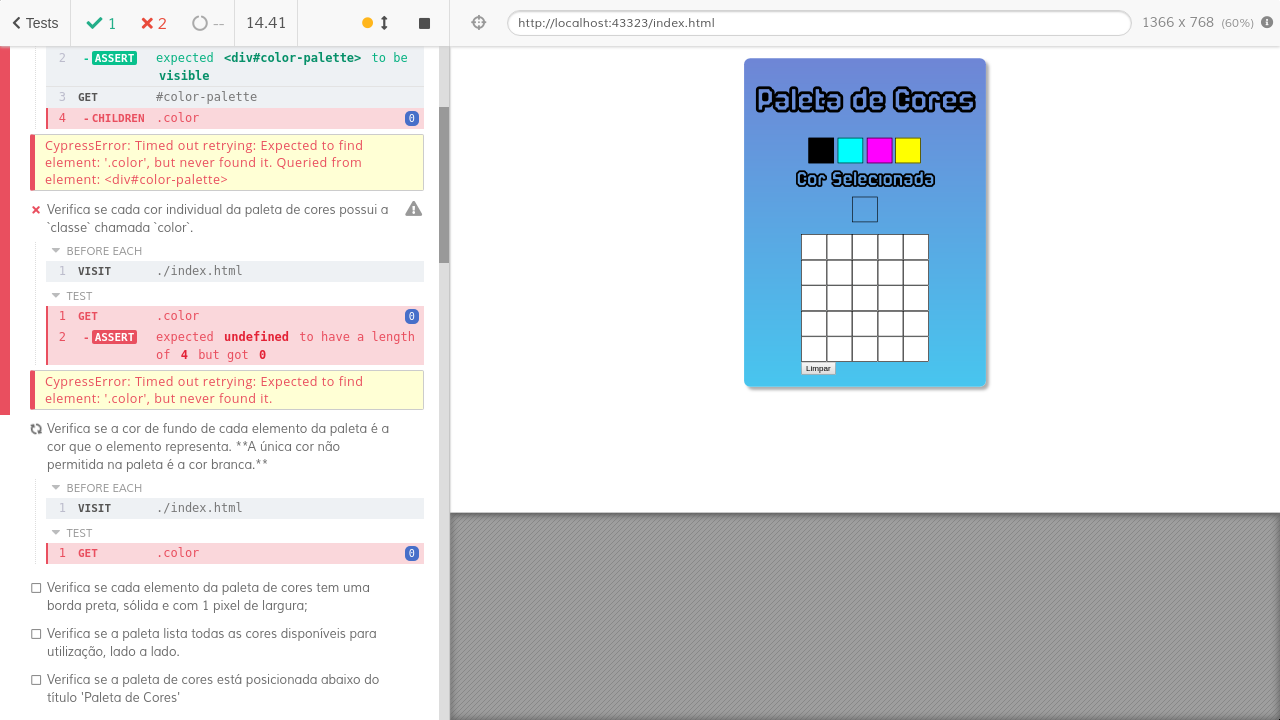 Tests
1
2
--
14.41
http://localhost:43323/index.html
1366 x 768 (60%)
2 - ASSERT expected <div#color-palette> to be
visible
3 GET #color-palette
4 - CHILDREN .color 0
CypressError: Timed out retrying: Expected to find
element: '.color', but never found it. Queried from
element: <div#color-palette>
Verifica se cada cor individual da paleta de cores possui a
`classe` chamada `color`.
BEFORE EACH
1 VISIT ./index.html
TEST
1 GET .color 0
2 - ASSERT expected undefined to have a length
of 4 but got 0
CypressError: Timed out retrying: Expected to find
element: '.color', but never found it.
Verifica se a cor de fundo de cada elemento da paleta é a
cor que o elemento representa. **A única cor não
permitida na paleta é a cor branca.**
BEFORE EACH
1 VISIT ./index.html
TEST
1 GET .color 0
Verifica se cada elemento da paleta de cores tem uma
borda preta, sólida e com 1 pixel de largura;
Verifica se a paleta lista todas as cores disponíveis para
utilização, lado a lado.
Verifica se a paleta de cores está posicionada abaixo do
título 'Paleta de Cores'
Paleta de Cores
Cor Selecionada
Limpar